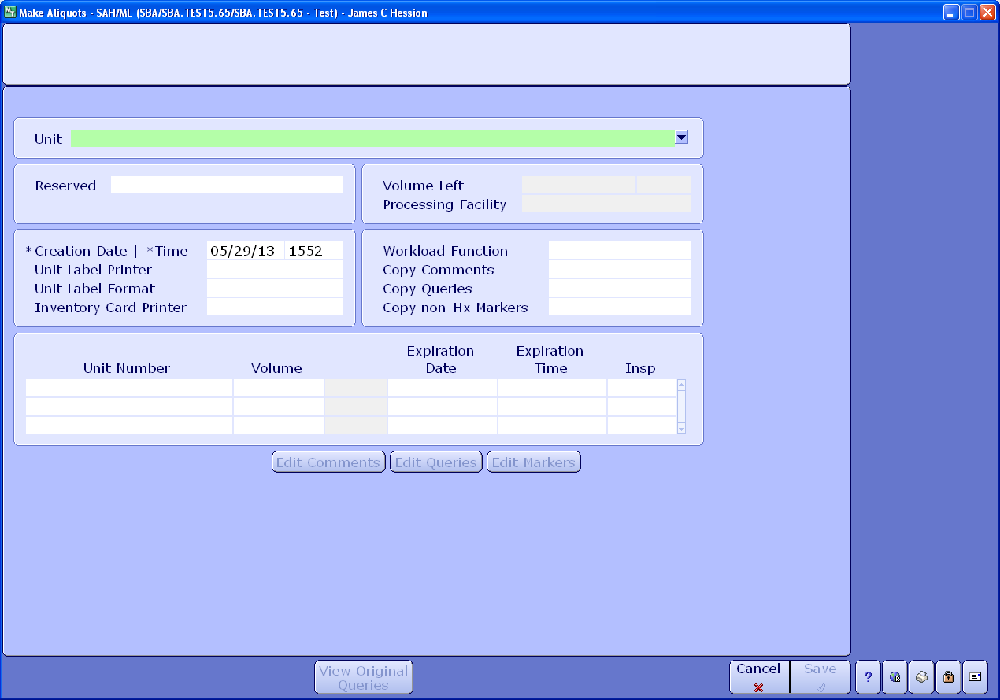 Make Aliquots - SAH/ML (SBA/SBA.TEST5.65/SBA.TEST5.65 - Test) - James C Hession
Unit
Reserved
Volume Left
Processing Facility
*Creation Date | *Time 05/29/13 1552
Unit Label Printer
Unit Label Format
Inventory Card Printer
Workload Function
Copy Comments
Copy Queries
Copy non-Hx Markers
Expiration Expiration
Unit Number Volume Date Time Insp
Edit Comments Edit Queries Edit Markers
View Original
Queries
Cancel Save
?